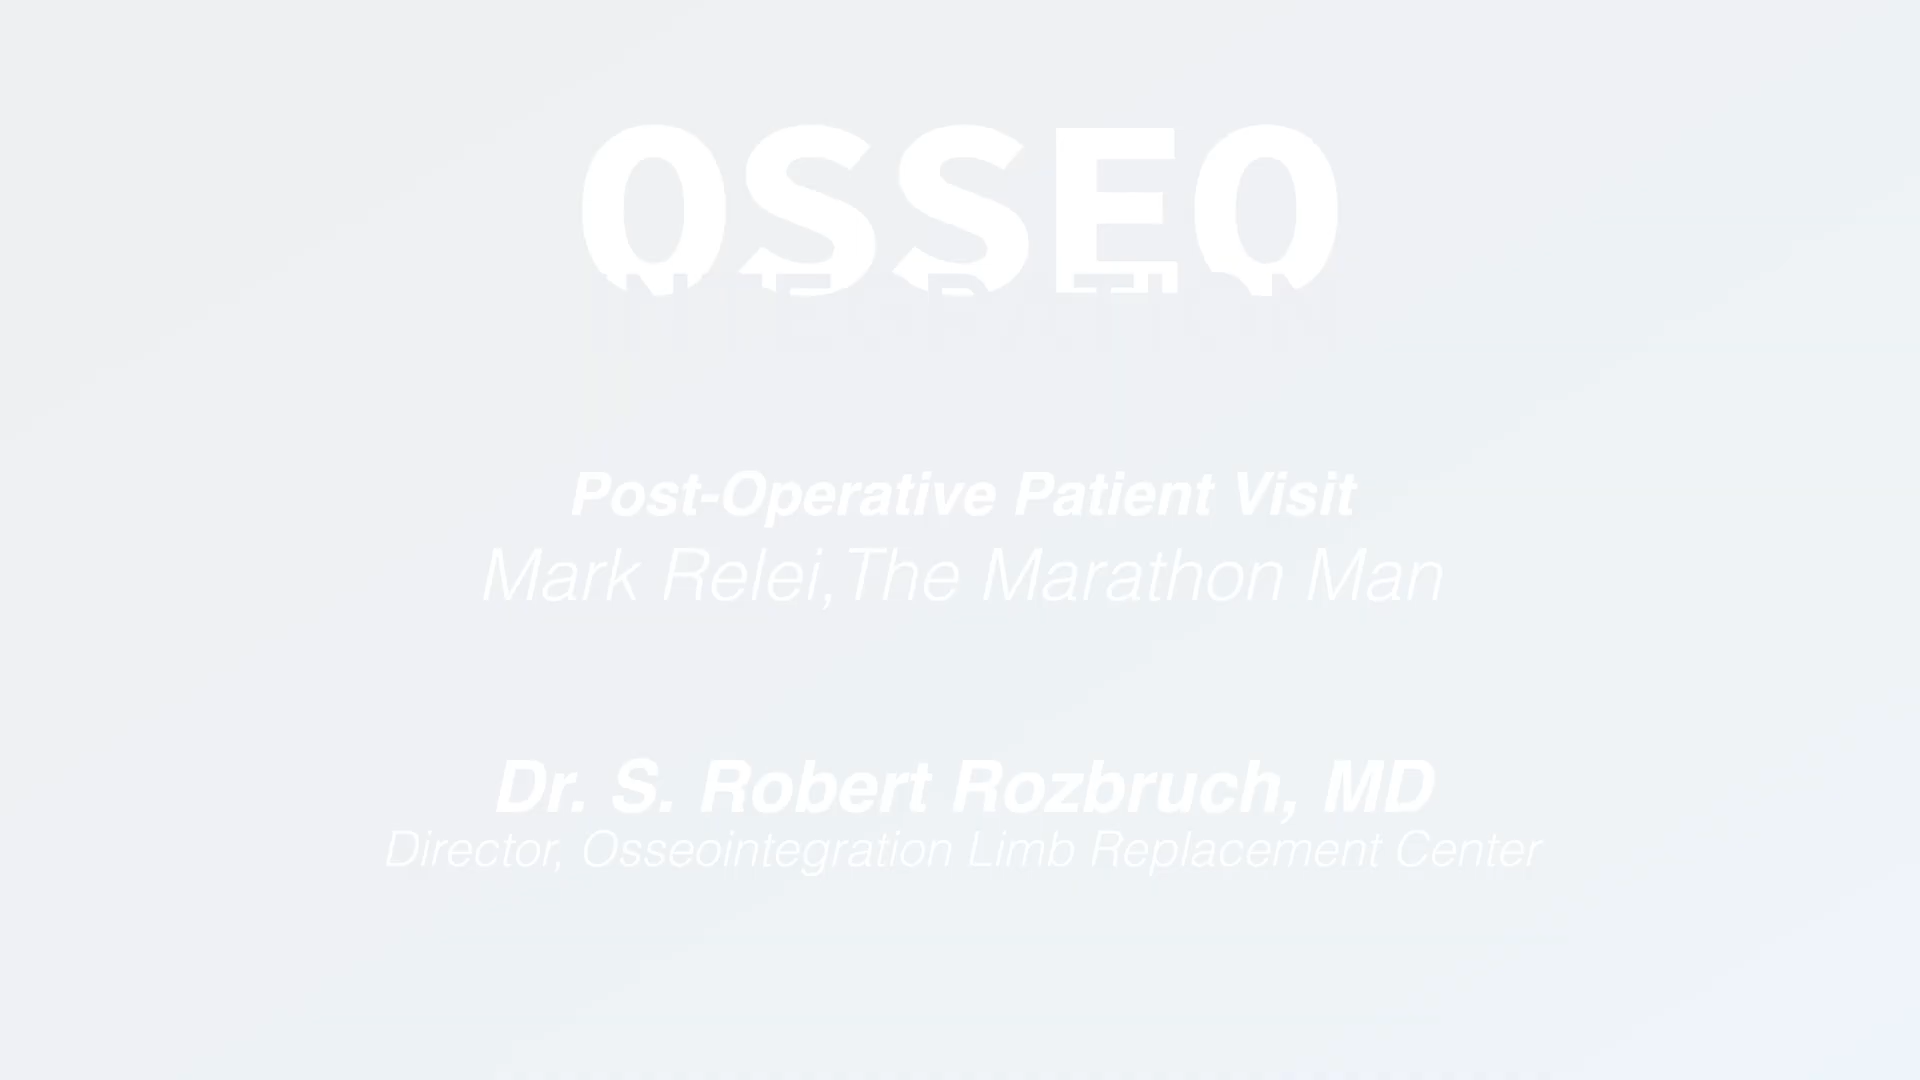 OSSEO
INTEGRATION
Post-Operative Patient Visit
Mark Relei,The Marathon Man
Dr. S. Robert Rozbruch, MD
Director, Osseointegration Limb Replacement Center